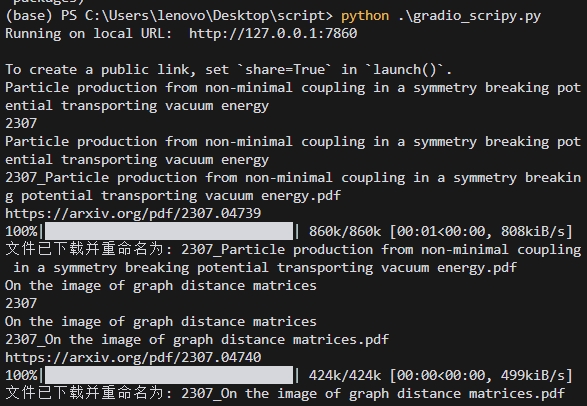 packages)
(base) PS C:\Users\lenovo\Desktop\script> python .\gradio_scripy.py
Running on local URL:  http://127.0.0.1:7860
To create a public link, set `share=True` in `launch()`.
Particle production from non-minimal coupling in a symmetry breaking pot
ential transporting vacuum energy
2307
Particle production from non-minimal coupling in a symmetry breaking pot
ential transporting vacuum energy
2307_Particle production from non-minimal coupling in a symmetry breakin
g potential transporting vacuum energy.pdf
https://arxiv.org/pdf/2307.04739
100%| | 860k/860k [00:01<00:00, 808kiB/s]
文件已下载并重命名为: 2307_Particle production from non-minimal coupling
in a symmetry breaking potential transporting vacuum energy.pdf
On the image of graph distance matrices
2307
On the image of graph distance matrices
2307_On the image of graph distance matrices.pdf
https://arxiv.org/pdf/2307.04740
100%| | 424k/424k [00:00<00:00, 499kiB/s]
文件已下载并重命名为: 2307_On the image of graph distance matrices.pdf